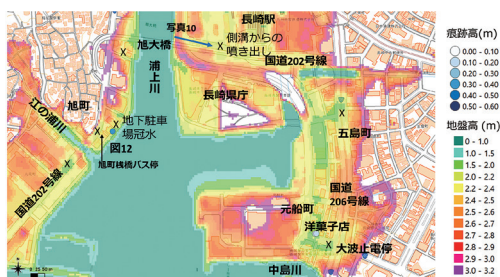 写真10
長崎駅
旭大橋
側溝からの
噴き出し
浦上川
国道202号線
旭町
長崎県庁
江の浦川
地下駐車
場冠水
図12
五島町
旭町桟橋バス停
国道202号線
国道
206号線
元船町
洋菓子店
大波止電停
中島川
痕跡高(m)
0.00 - 0.10
0.10 - 0.20
0.20 - 0.30
0.30 - 0.40
0.40 - 0.50
0.50 - 0.60
地盤高(m)
0 - 1.0
1.0 - 1.5
1.5 - 2.0
2.0 - 2.2
2.2 - 2.4
2.4 - 2.5
2.5 - 2.6
2.6 - 2.7
2.7 - 2.8
2.8 - 2.9
2.9 - 3.0
3.0 - 3.2